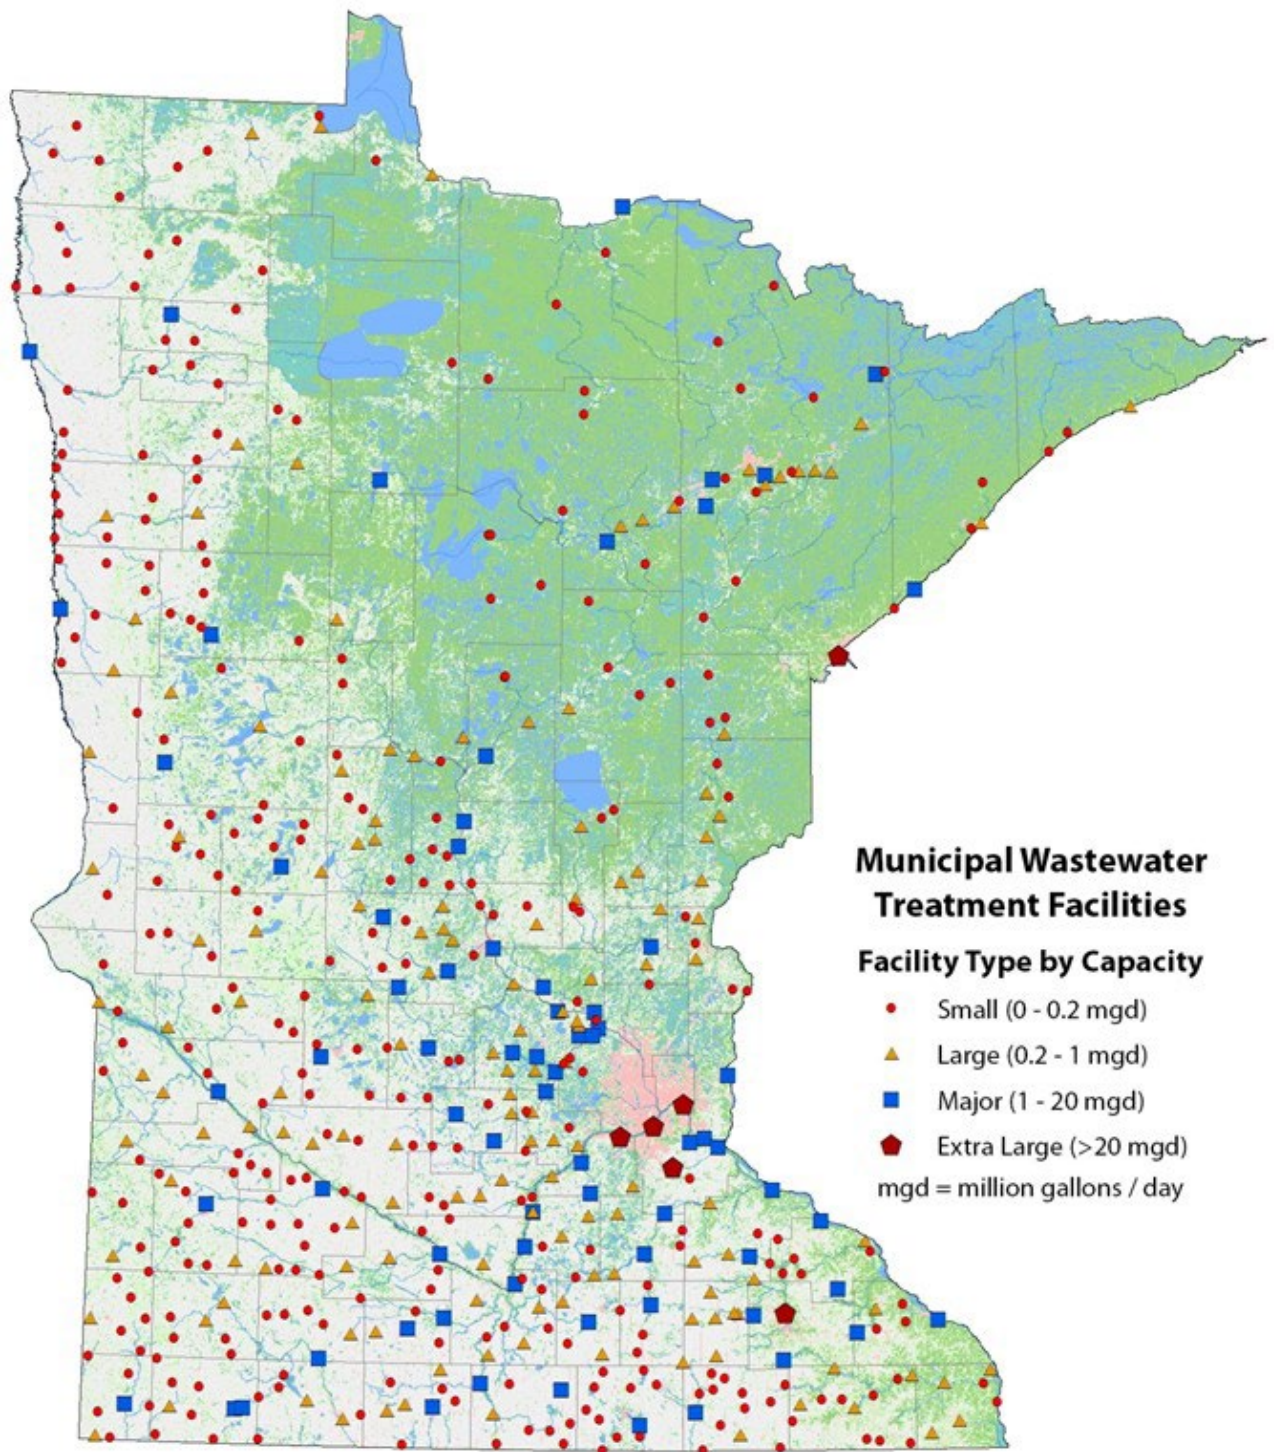 Municipal Wastewater
Treatment Facilities
Facility Type by Capacity
Small (0 - 0.2 mgd)
Large (0.2 - 1 mgd)
Major (1 - 20 mgd)
Extra Large (>20 mgd)
mgd = million gallons / day